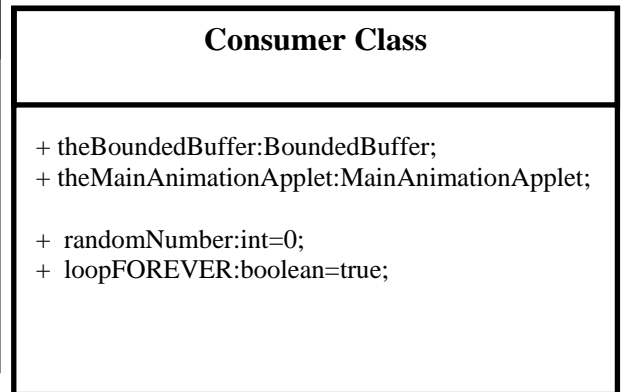 Consumer Class
+ theBoundedBuffer:BoundedBuffer;
+ theMainAnimationApplet:MainAnimationApplet;
+ randomNumber:int=0;
+ loopFOREVER:boolean=true;